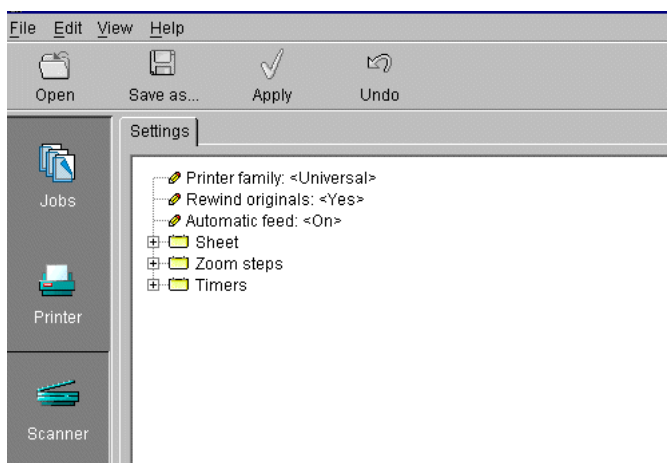 File Edit View Help
Open Save as... Apply Undo
Settings
Jobs
Printer family: <Universal>
Rewind originals: <Yes>
Automatic feed: <On>
Sheet
Zoom steps
Timers
Printer
Scanner